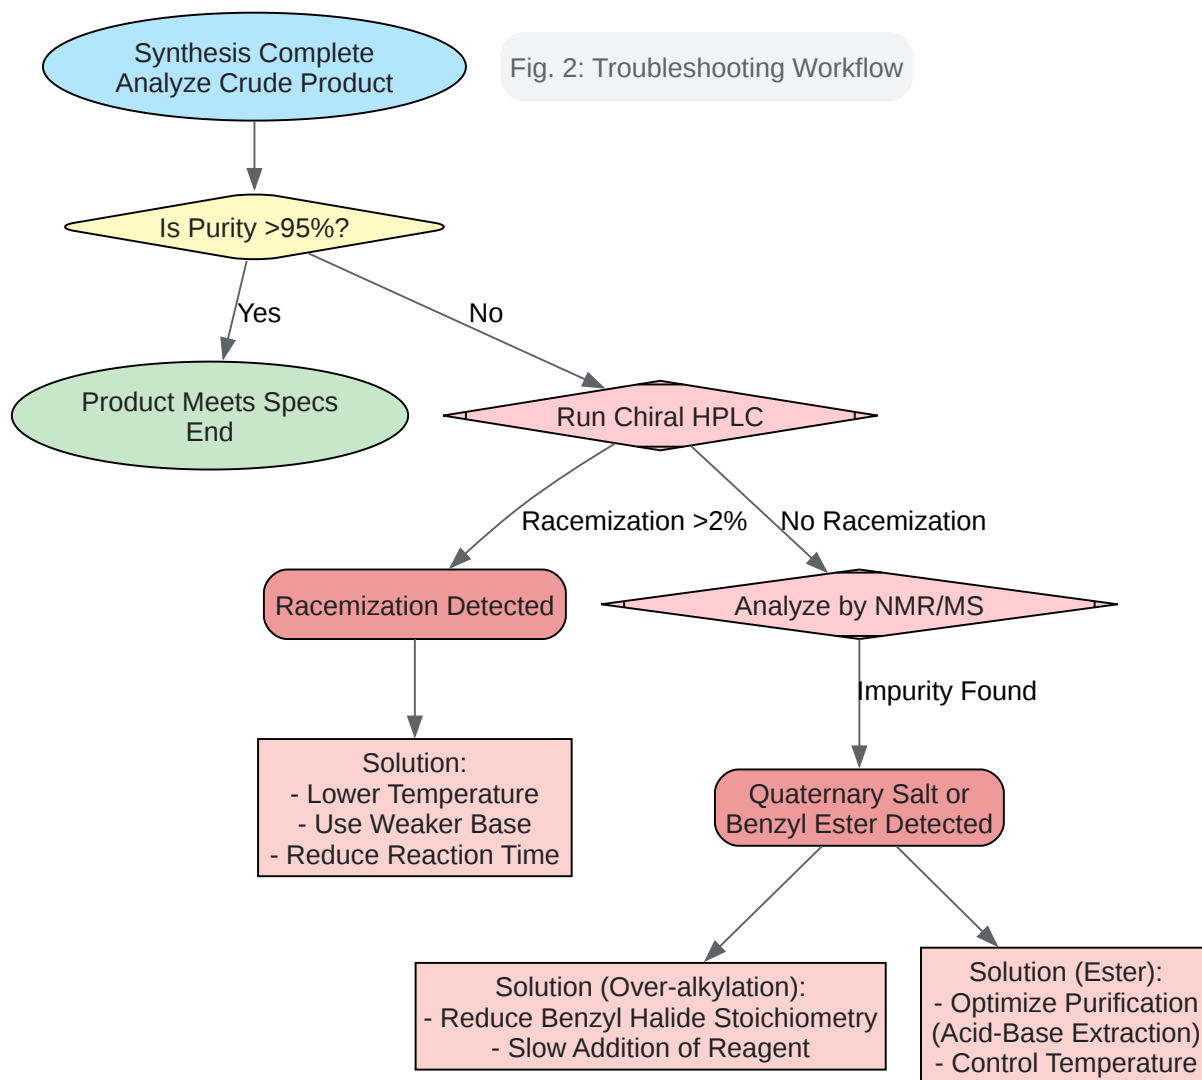 Synthesis Complete
Analyze Crude Product
Fig. 2: Troubleshooting Workflow
Is Purity >95%?
Yes
No
Product Meets Specs
End
Run Chiral HPLC
Racemization >2%
No Racemization
Racemization Detected
Analyze by NMR/MS
Impurity Found
Solution:
- Lower Temperature
- Use Weaker Base
- Reduce Reaction Time
Quaternary Salt or
Benzyl Ester Detected
Solution (Over-alkylation):
- Reduce Benzyl Halide Stoichiometry
- Slow Addition of Reagent
Solution (Ester):
- Optimize Purification
(Acid-Base Extraction)
- Control Temperature